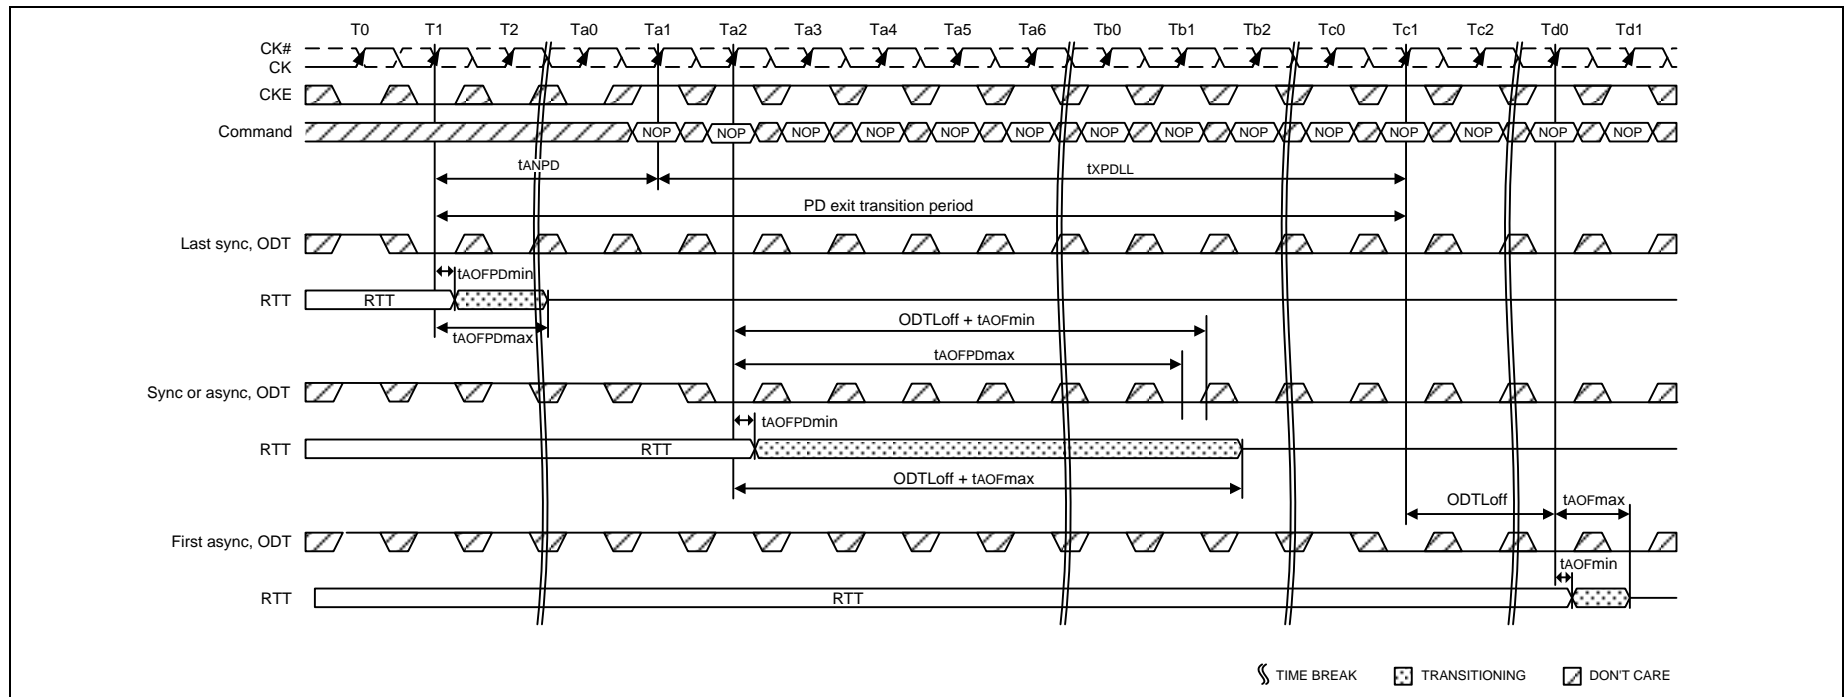 T0 T1 T2 Ta0 Ta1 Ta2 Ta3 Ta4 Ta5 Ta6 Tb0 Tb1 Tb2 Tc0 Tc1 Tc2 Td0 Td1
CK#
CK
CKE
Command NOP NOP NOP NOP NOP NOP NOP NOP NOP NOP NOP NOP NOP NOP
tANPD tXPDLL
PD exit transition period
Last sync, ODT
tAOFPDmin
RTT RTT
tAOFPDmax
ODTLoff + tAOFmin
tAOFPDmax
Sync or async, ODT
tAOFPDmin
RTT RTT
ODTLoff + tAOFmax
ODTLoff tAOFmax
First async, ODT
tAOFmin
RTT RTT
TIME BREAK TRANSITIONING DON'T CARE